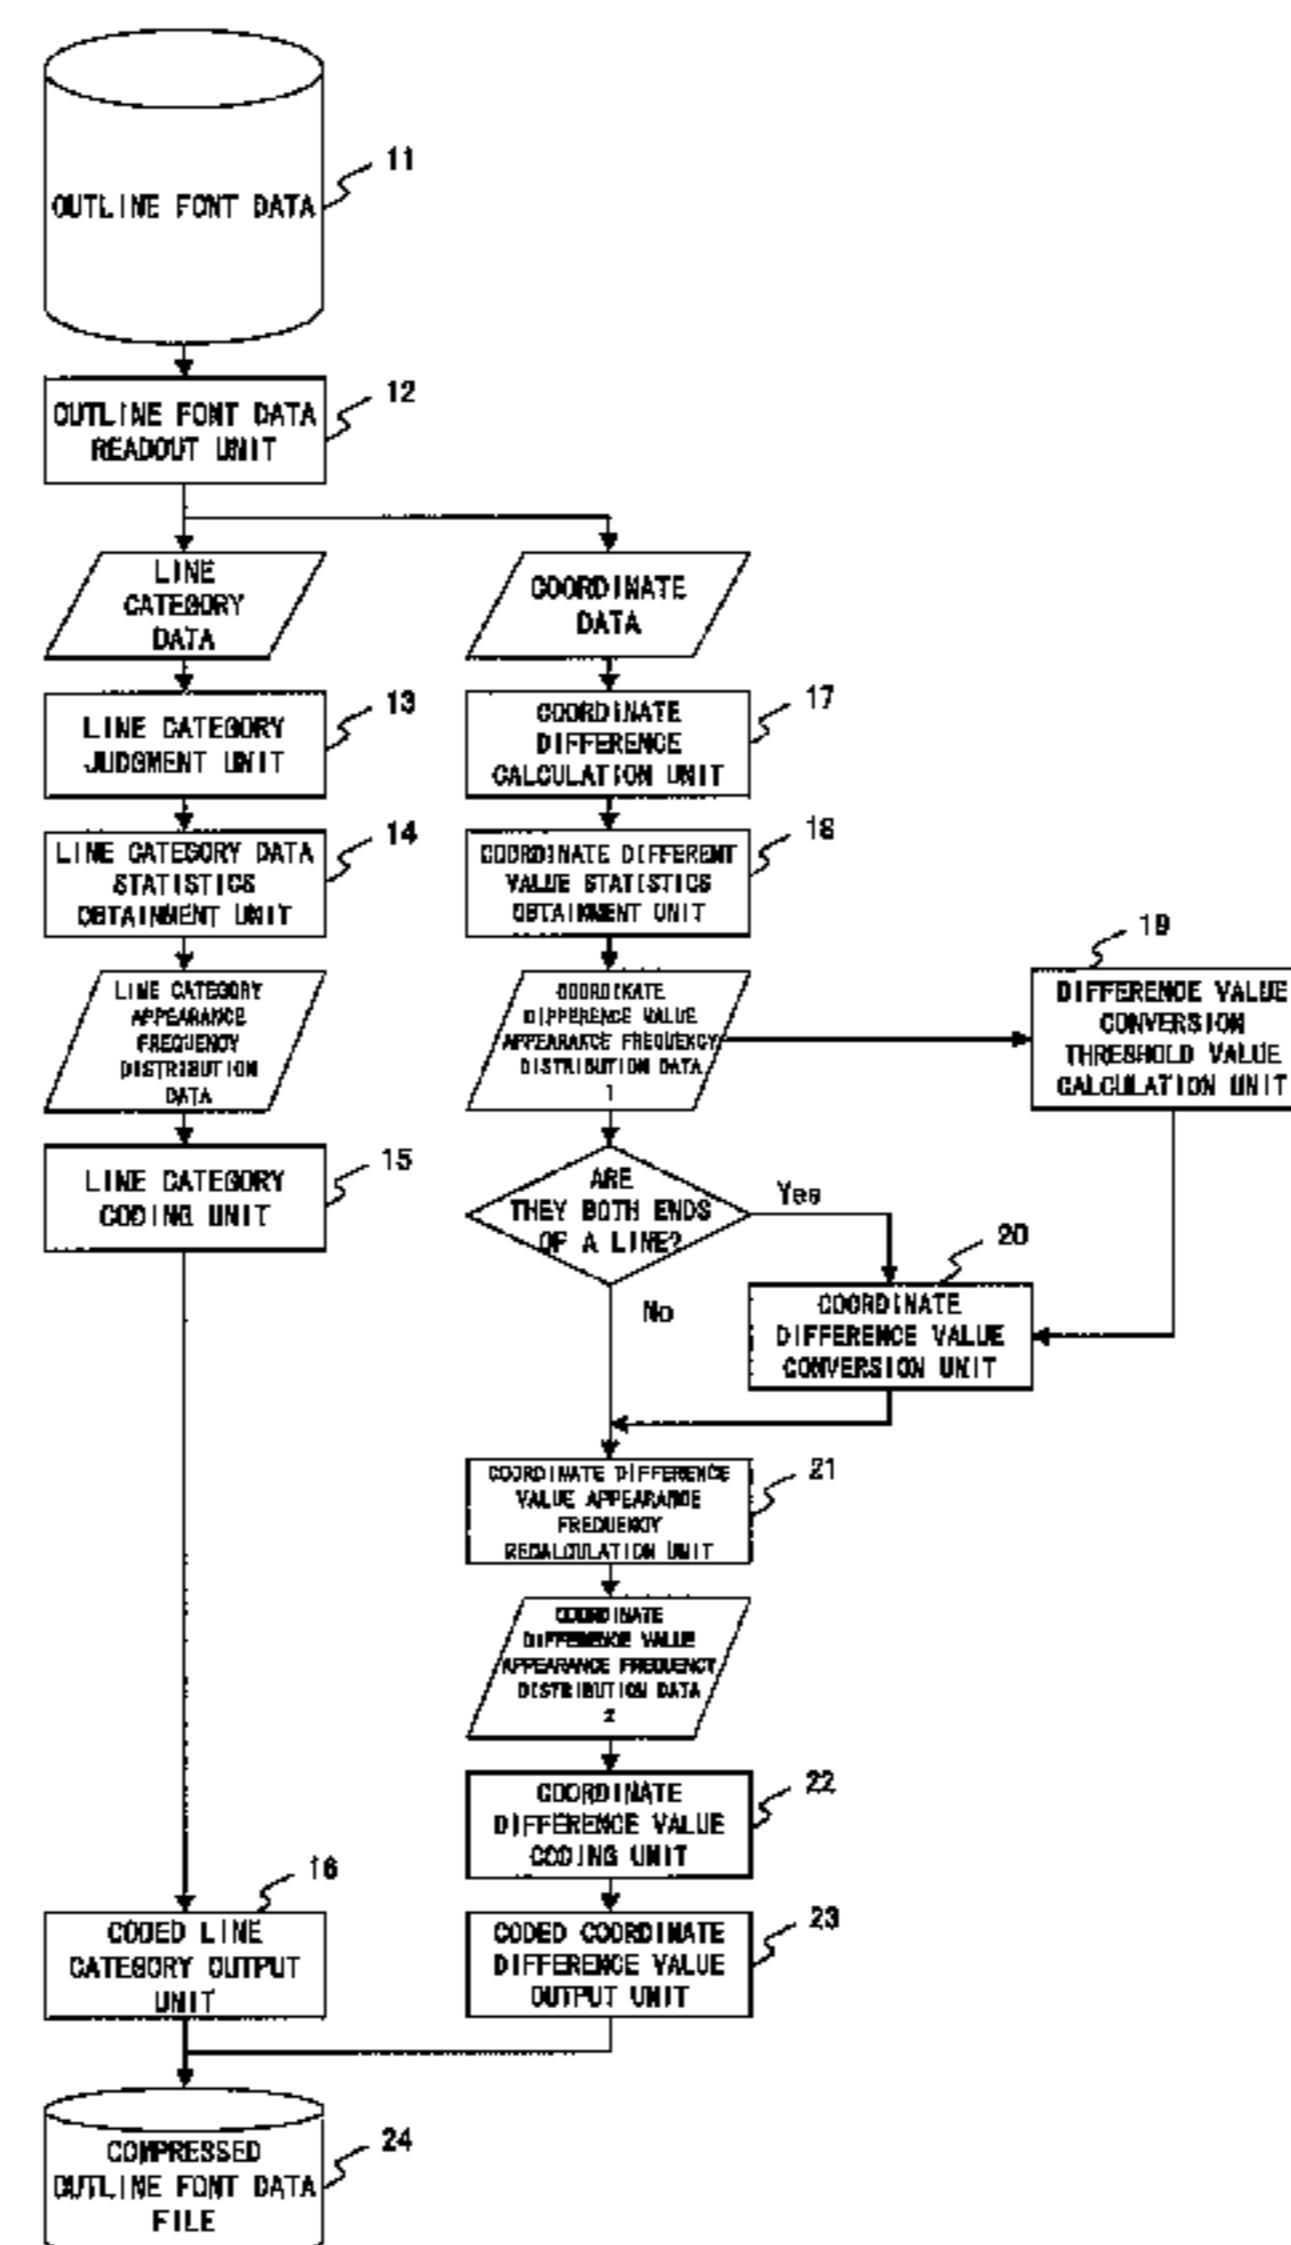 OUTLINE FONT DATA
11
OUTLINE FONT DATA
READOUT UNIT
12
LINE
CATEGORY
DATA
LINE CATEGORY
JUDGMENT UNIT
13
LINE CATEGORY DATA
STATISTICS
OBTAINMENT UNIT
14
LINE CATEGORY
APPEARANCE
FREQUENCY
DISTRIBUTION
DATA
LINE CATEGORY
CODING UNIT
15
CODED LINE
CATEGORY OUTPUT
UNIT
16
COORDINATE
DATA
COORDINATE
DIFFERENCE
CALCULATION UNIT
17
COORDINATE DIFFERENT
VALUE STATISTICS
OBTAINMENT UNIT
18
COORDINATE
DIFFERENCE VALUE
APPEARANCE FREQUENCY
DISTRIBUTION DATA
1
DIFFERENCE VALUE
CONVERSION
THRESHOLD VALUE
CALCULATION UNIT
19
ARE
THEY BOTH ENDS
OF A LINE?
Yes
No
COORDINATE
DIFFERENCE VALUE
CONVERSION UNIT
20
COORDINATE DIFFERENCE
VALUE APPEARANCE
FREQUENCY
RECALCULATION UNIT
21
COORDINATE
DIFFERENCE VALUE
APPEARANCE FREQUENCY
DISTRIBUTION DATA
2
COORDINATE
DIFFERENCE VALUE
CODING UNIT
22
CODED COORDINATE
DIFFERENCE VALUE
OUTPUT UNIT
23
COMPRESSED
OUTLINE FONT DATA
FILE
24